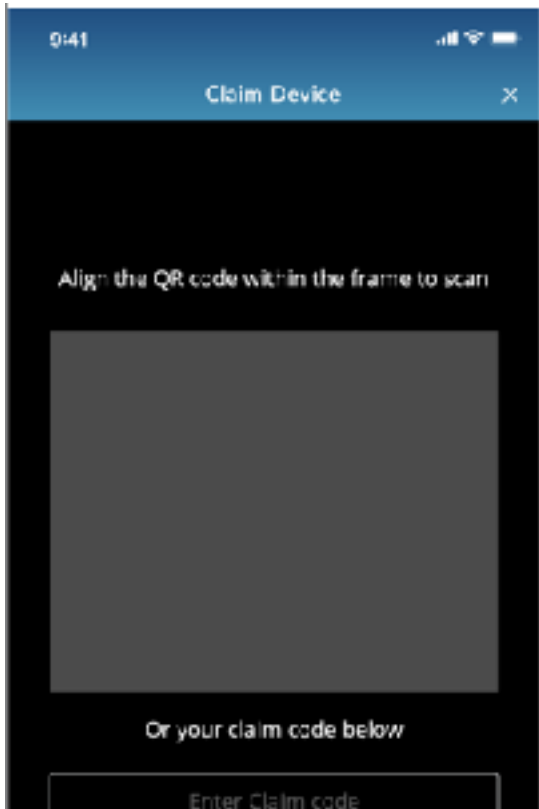 9:41
Claim Device
Align the QR code within the frame to scan
Or your claim code below
Enter Claim code